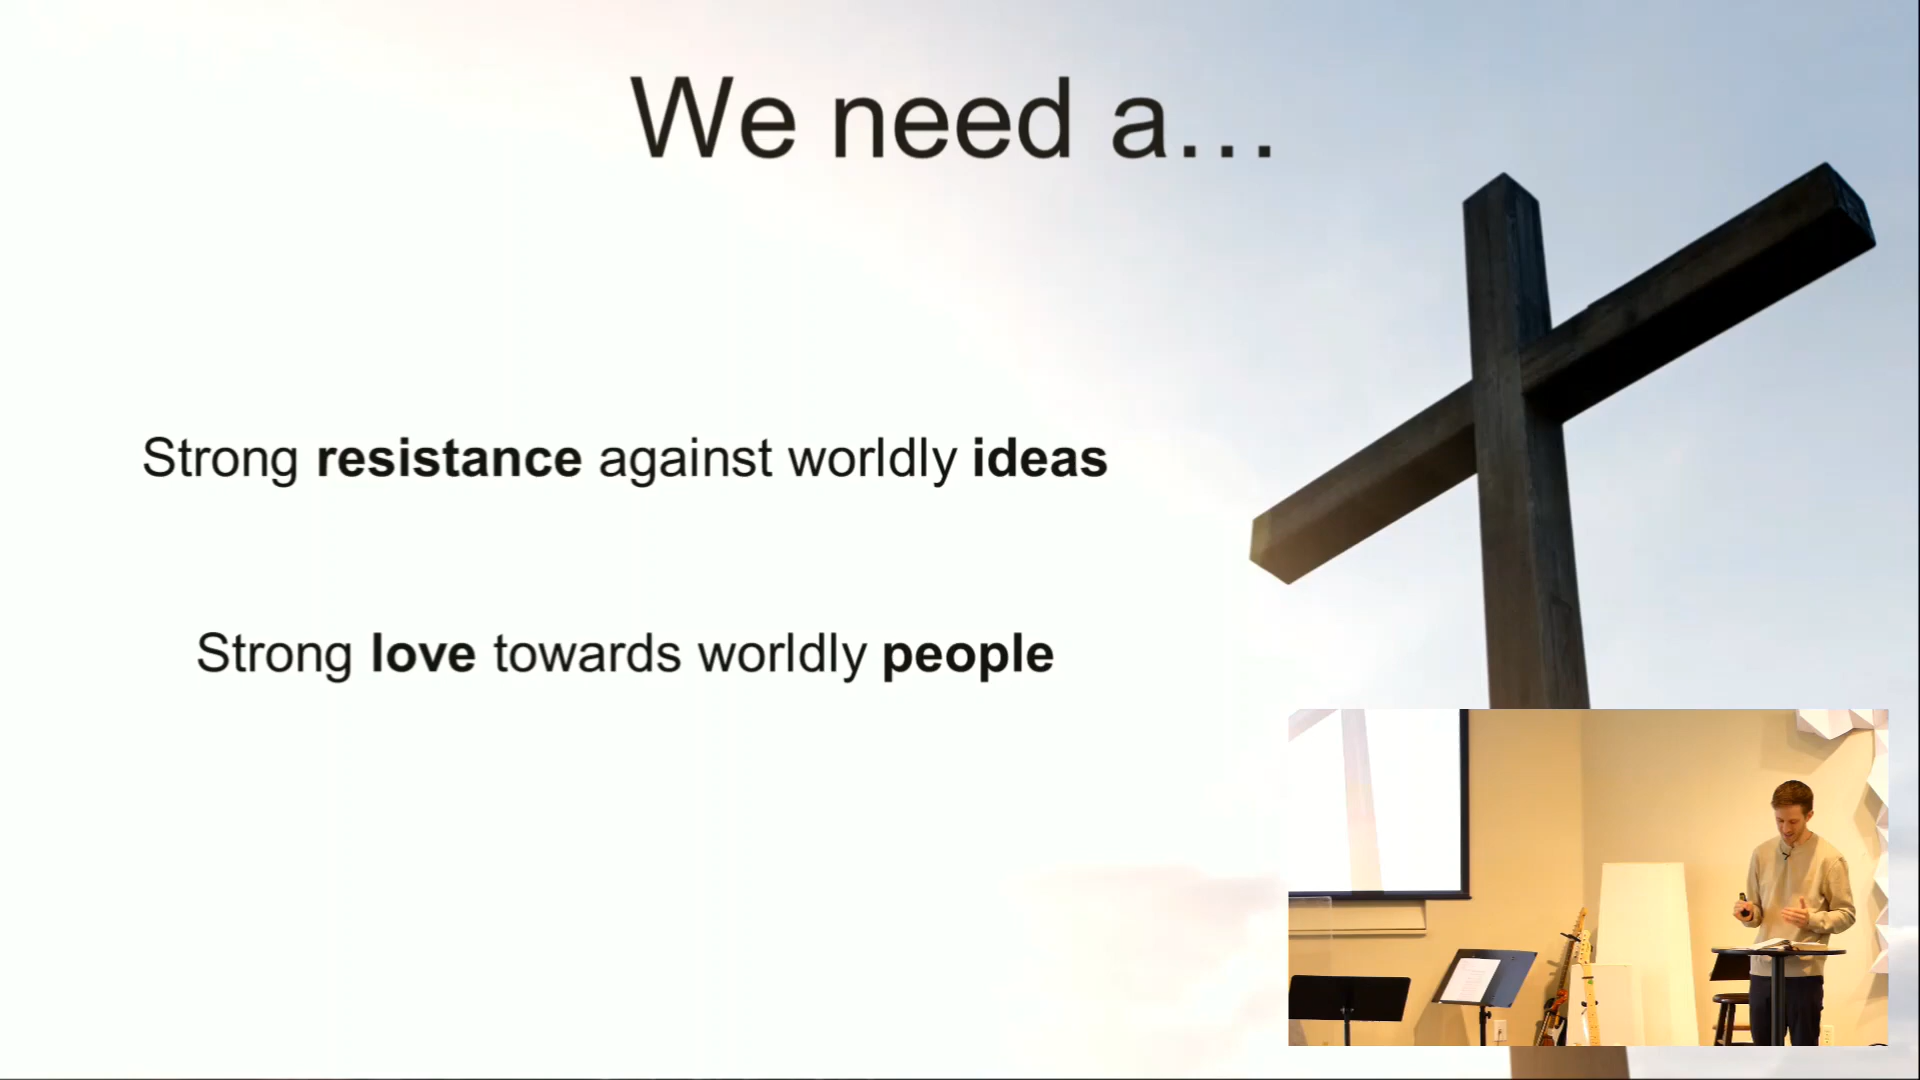 We need a…
Strong resistance against worldly ideas
Strong love towards worldly people